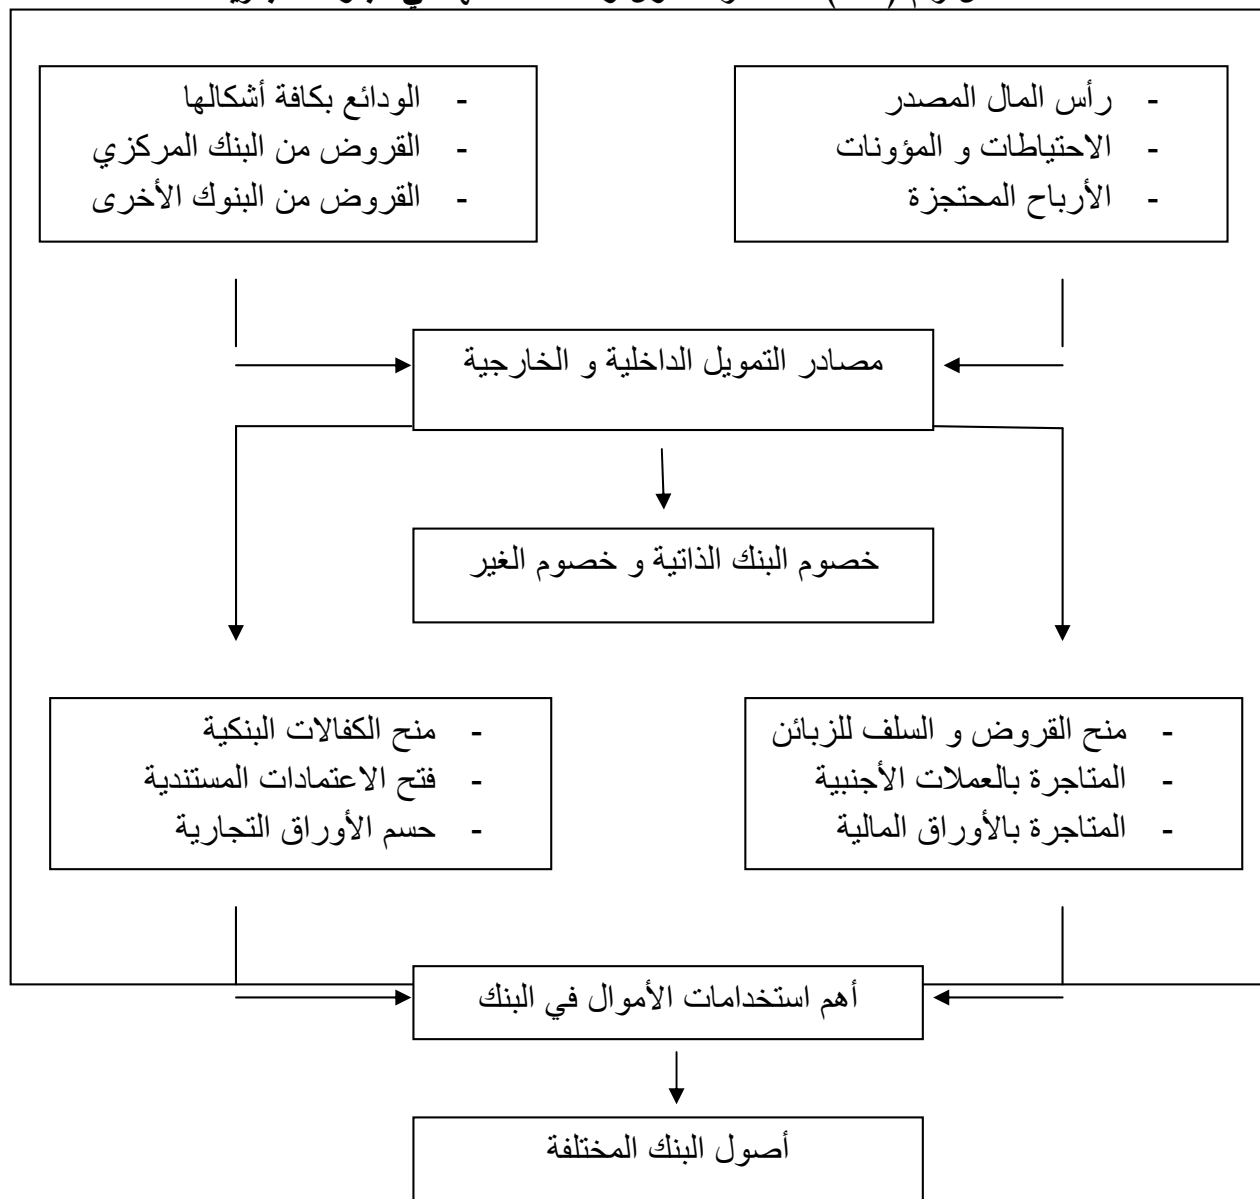 - رأس المال المصدر
- الاحتياطات و المؤونات
- الأرباح المحتجزة
- الودائع بكافة أشكالها
- القروض من البنك المركزي
- القروض من البنوك الأخرى
مصادر التمويل الداخلية و الخارجية
خصوم البنك الذاتية و خصوم الغير
- منح القروض و السلف للزبائن
- المتاجرة بالعملات الأجنبية
- المتاجرة بالأوراق المالية
- منح الكفالات البنكية
- فتح الاعتمادات المستندية
- حسم الأوراق التجارية
أهم استخدامات الأموال في البنك
أصول البنك المختلفة